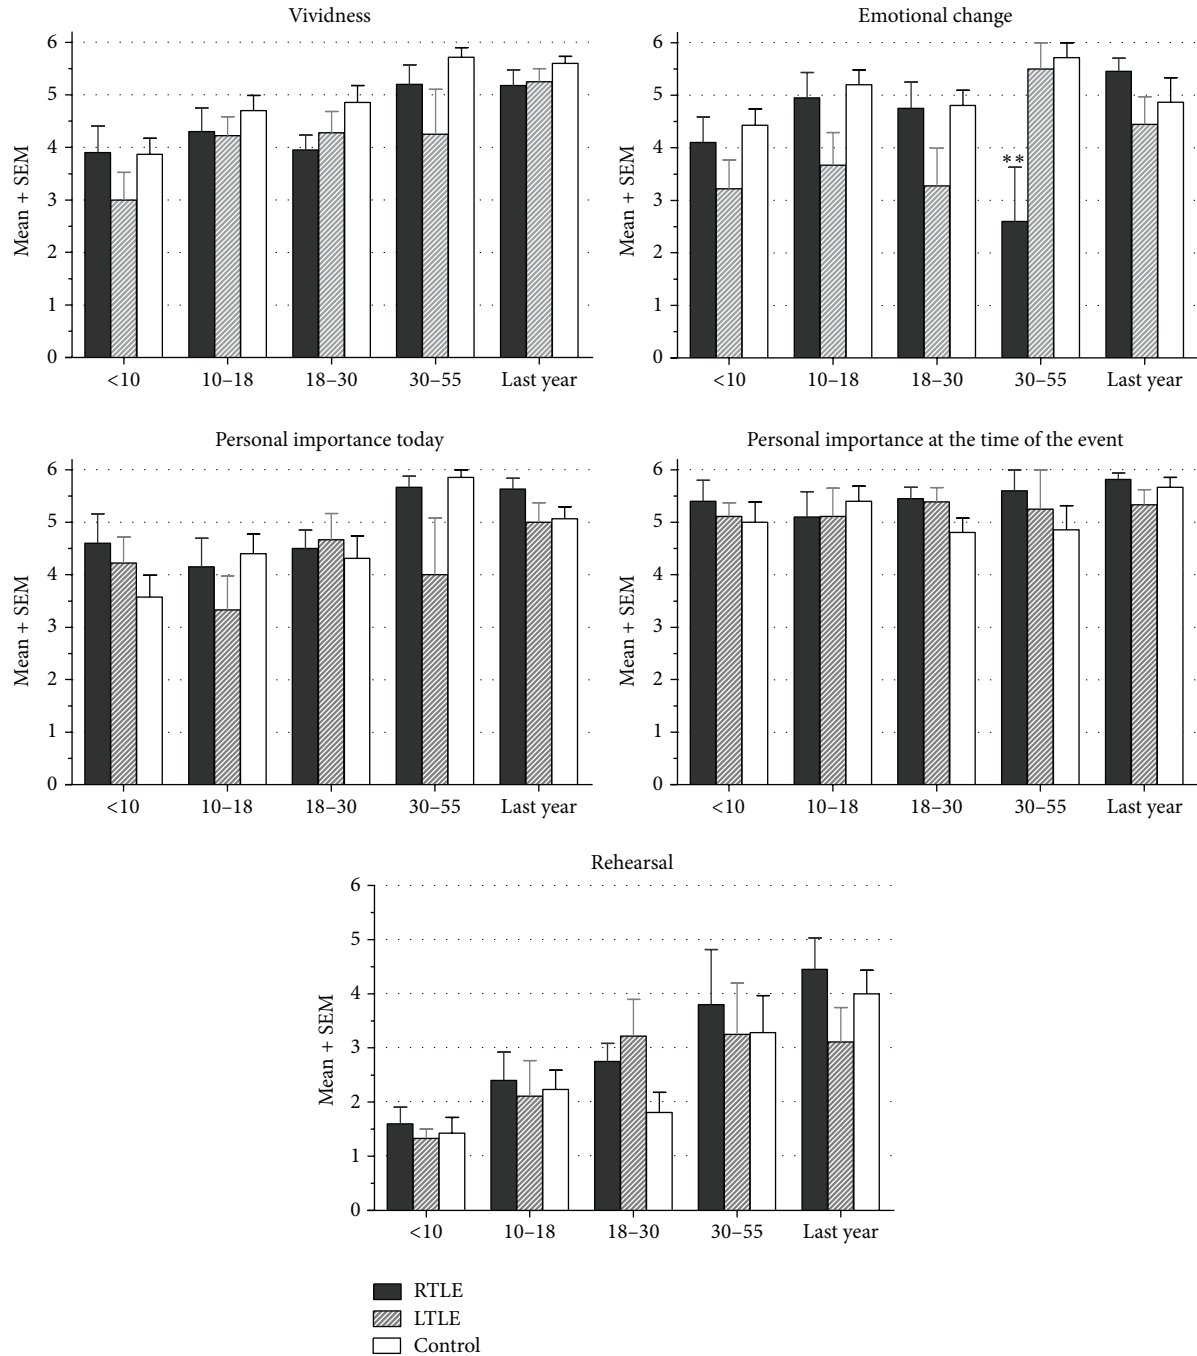 Vividness
Mean + SEM
6
5
4
3
2
1
0
<10 10–18 18–30 30–55 Last year
Emotional change
Mean + SEM
6
5
4
3
2
1
0
**
<10 10–18 18–30 30–55 Last year
Personal importance today
Mean + SEM
6
5
4
3
2
1
0
<10 10–18 18–30 30–55 Last year
Personal importance at the time of the event
Mean + SEM
6
5
4
3
2
1
0
<10 10–18 18–30 30–55 Last year
Rehearsal
Mean + SEM
6
5
4
3
2
1
0
<10 10–18 18–30 30–55 Last year
RTLE
LTLE
Control